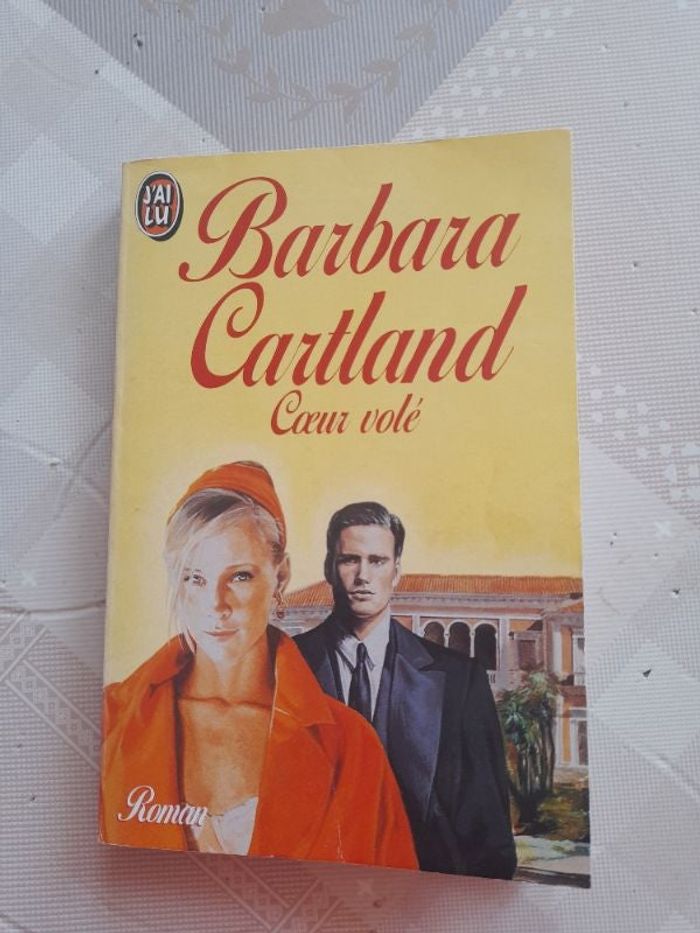 J'AI
LU
Barbara
Cartland
Cœur volé
Roman